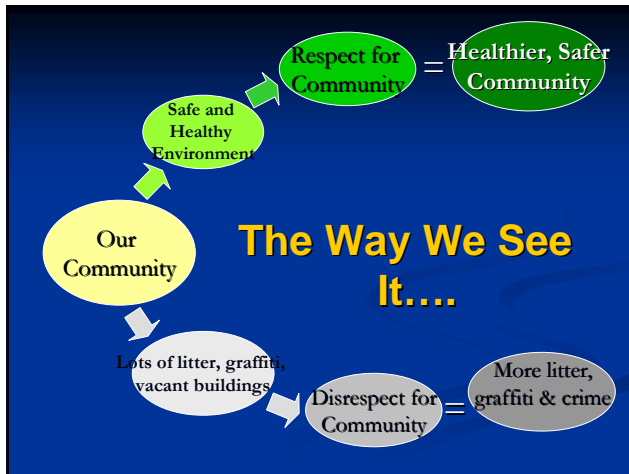 Respect for
Community
=
Healthier, Safer
Community
Safe and
Healthy
Environment
Our
Community
The Way We See
It....
Lots of litter, graffiti,
vacant buildings
Disrespect for
Community
=
More litter,
graffiti & crime